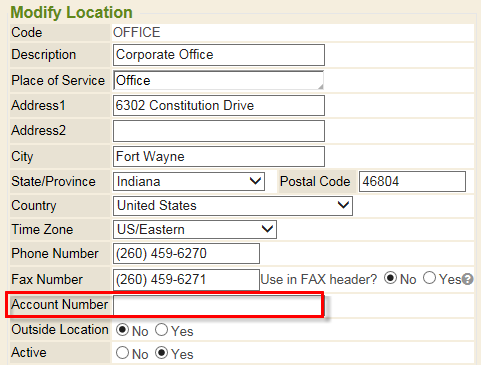 Modify Location
Code OFFICE
Description Corporate Office
Place of Service Office
Address1 6302 Constitution Drive
Address2
City Fort Wayne
State/Province Indiana Postal Code 46804
Country United States
Time Zone US/Eastern
Phone Number (260) 459-6270
Fax Number (260) 459-6271 Use in FAX header? No Yes ?
Account Number
Outside Location No Yes
Active No Yes